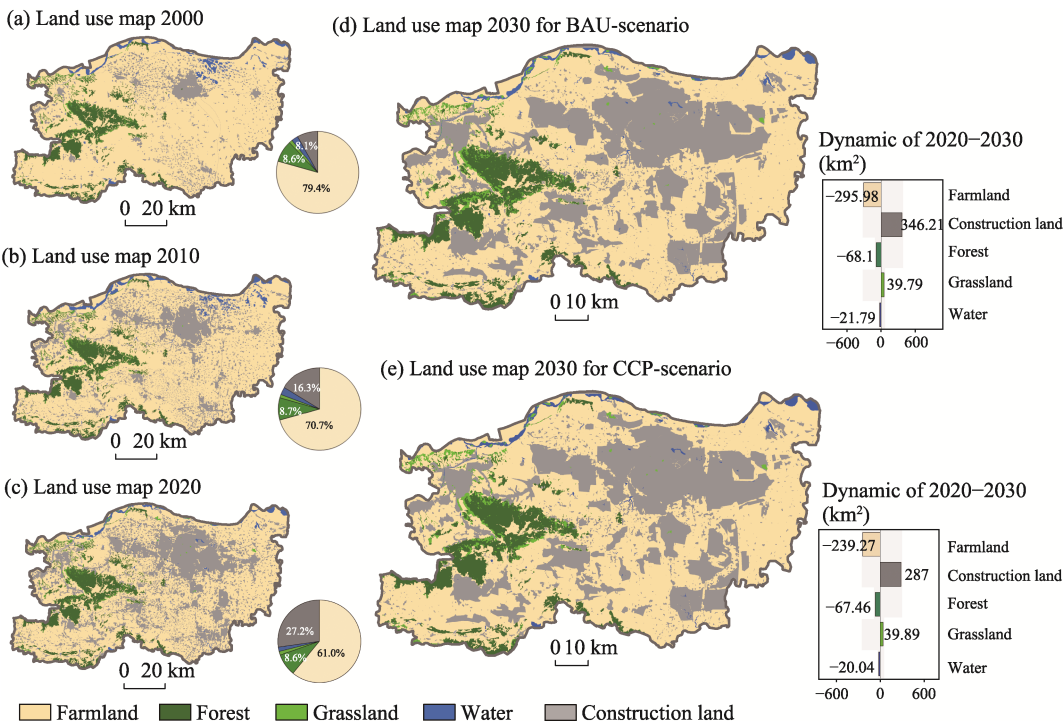 (a) Land use map 2000
8.1%
8.6%
79.4%
0 20 km
(b) Land use map 2010
16.3%
8.7%
70.7%
0 20 km
(c) Land use map 2020
27.2%
8.6%
61.0%
0 20 km
(d) Land use map 2030 for BAU-scenario
0 10 km
Dynamic of 2020−2030
(km²)
−295.98 Farmland
346.21 Construction land
−68.1 Forest
39.79 Grassland
−21.79 Water
−600 0 600
(e) Land use map 2030 for CCP-scenario
0 10 km
Dynamic of 2020−2030
(km²)
−239.27 Farmland
287 Construction land
−67.46 Forest
39.89 Grassland
−20.04 Water
−600 0 600
Farmland Forest Grassland Water Construction land